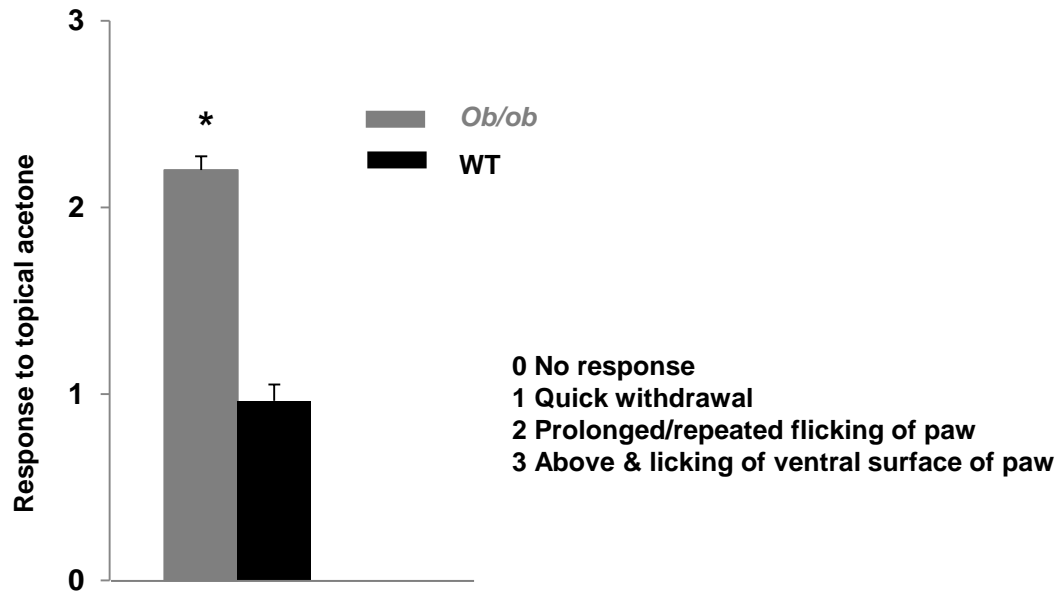 3
2
1
0
Response to topical acetone
*
Ob/ob
WT
0 No response
1 Quick withdrawal
2 Prolonged/repeated flicking of paw
3 Above & licking of ventral surface of paw